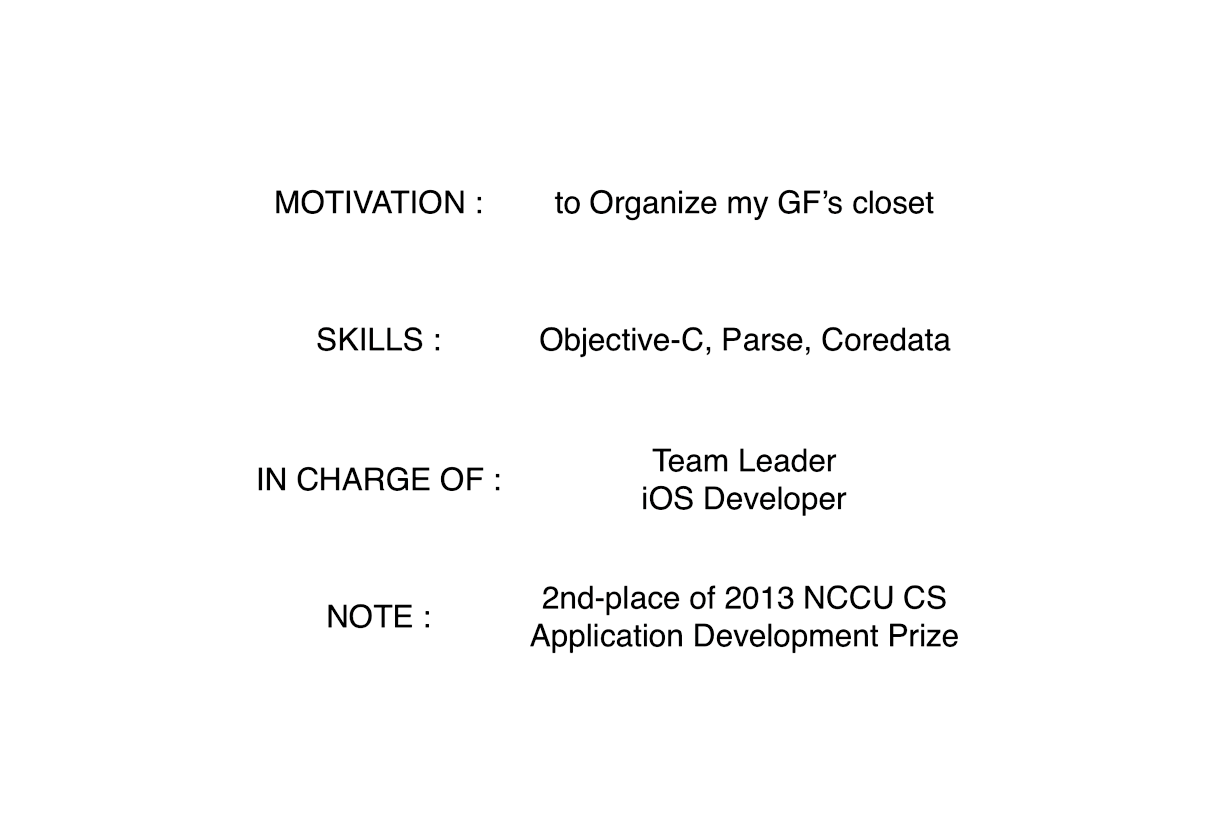 MOTIVATION : to Organize my GF’s closet
SKILLS : Objective-C, Parse, Coredata
IN CHARGE OF :
Team Leader
iOS Developer
NOTE :
2nd-place of 2013 NCCU CS
Application Development Prize